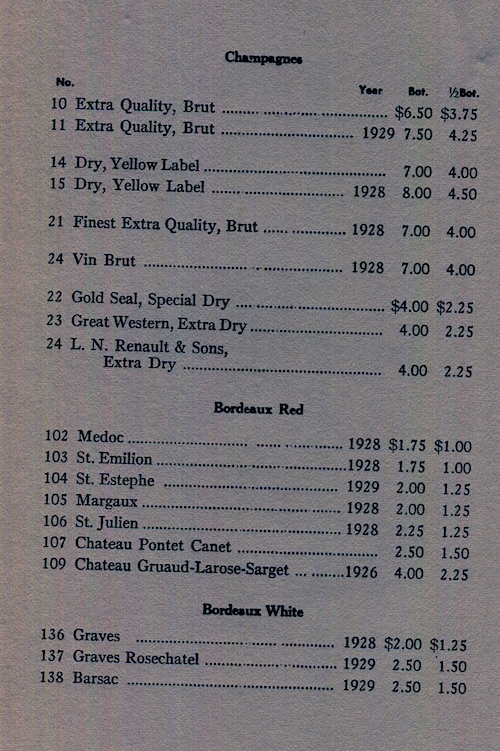 Champagnes
No. Year Bot. ½Bot.
10 Extra Quality, Brut ........................................ $6.50 $3.75
11 Extra Quality, Brut .................................. 1929 7.50 4.25
14 Dry, Yellow Label ........................................ 7.00 4.00
15 Dry, Yellow Label .............................. 1928 8.00 4.50
21 Finest Extra Quality, Brut ...................... 1928 7.00 4.00
24 Vin Brut ........................................ 1928 7.00 4.00
22 Gold Seal, Special Dry .............................. $4.00 $2.25
23 Great Western, Extra Dry .............................. 4.00 2.25
24 L. N. Renault & Sons,
Extra Dry ........................................ 4.00 2.25
Bordeaux Red
102 Medoc ........................................ 1928 $1.75 $1.00
103 St. Emilion ........................................ 1928 1.75 1.00
104 St. Estephe ........................................ 1929 2.00 1.25
105 Margaux ........................................ 1928 2.00 1.25
106 St. Julien ........................................ 1928 2.25 1.25
107 Chateau Pontet Canet .............................. 2.50 1.50
109 Chateau Gruaud-Larose-Sarget ... ........1926 4.00 2.25
Bordeaux White
136 Graves ........................................ 1928 $2.00 $1.25
137 Graves Rosechatel .............................. 1929 2.50 1.50
138 Barsac ........................................ 1929 2.50 1.50